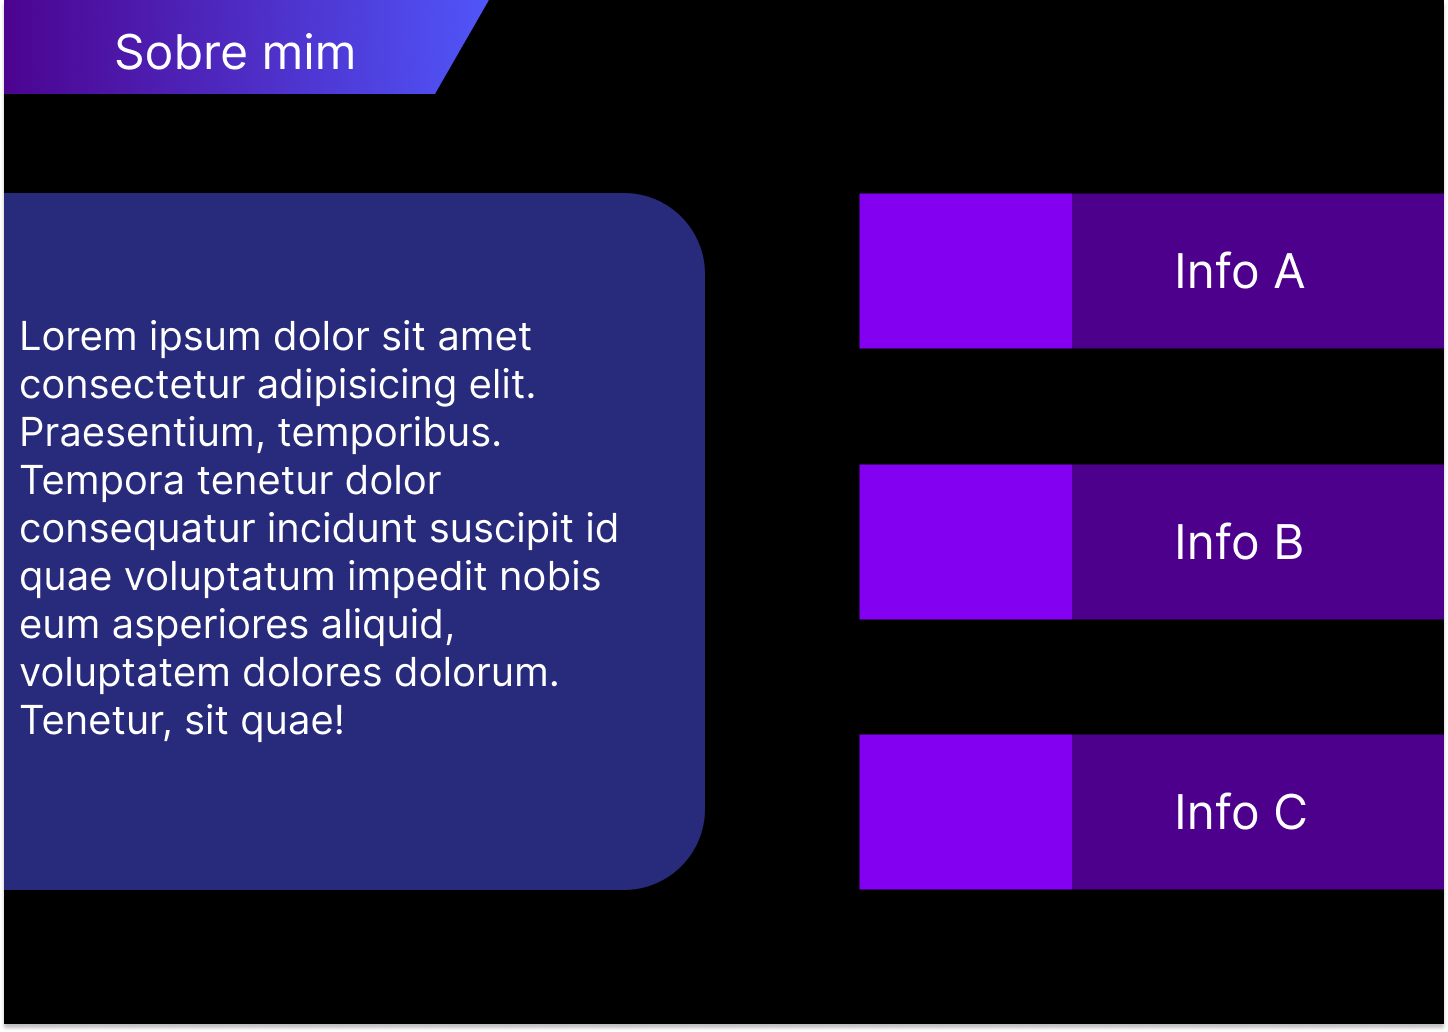 Sobre mim
Lorem ipsum dolor sit amet
consectetur adipisicing elit.
Praesentium, temporibus.
Tempora tenetur dolor
consequatur incidunt suscipit id
quae voluptatum impedit nobis
eum asperiores aliquid,
voluptatem dolores dolorum.
Tenetur, sit quae!
Info A
Info B
Info C